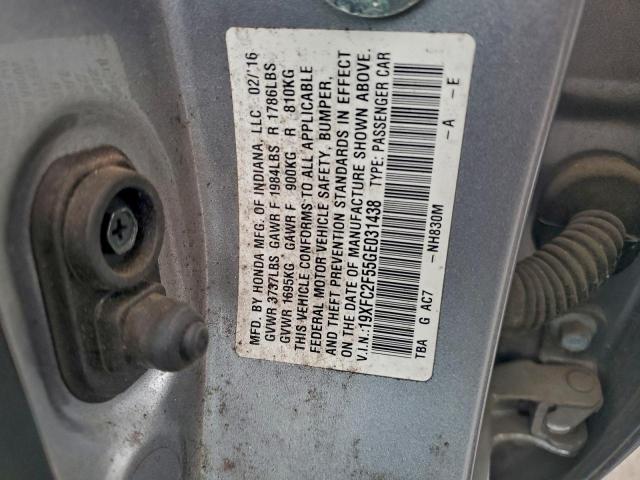 MFD. BY HONDA MFG. OF INDIANA, LLC 02/'16
GVWR 3737LBS GAWR F 1984LBS R 1786LBS
GVWR 1695KG GAWR F 900KG R 810KG
THIS VEHICLE CONFORMS TO ALL APPLICABLE
FEDERAL MOTOR VEHICLE SAFETY, BUMPER,
AND THEFT PREVENTION STANDARDS IN EFFECT
ON THE DATE OF MANUFACTURE SHOWN ABOVE.
V.I.N.:19XFC2F55GE031438 TYPE: PASSENGER CAR
TBA G AC7 -NH830M -A -E